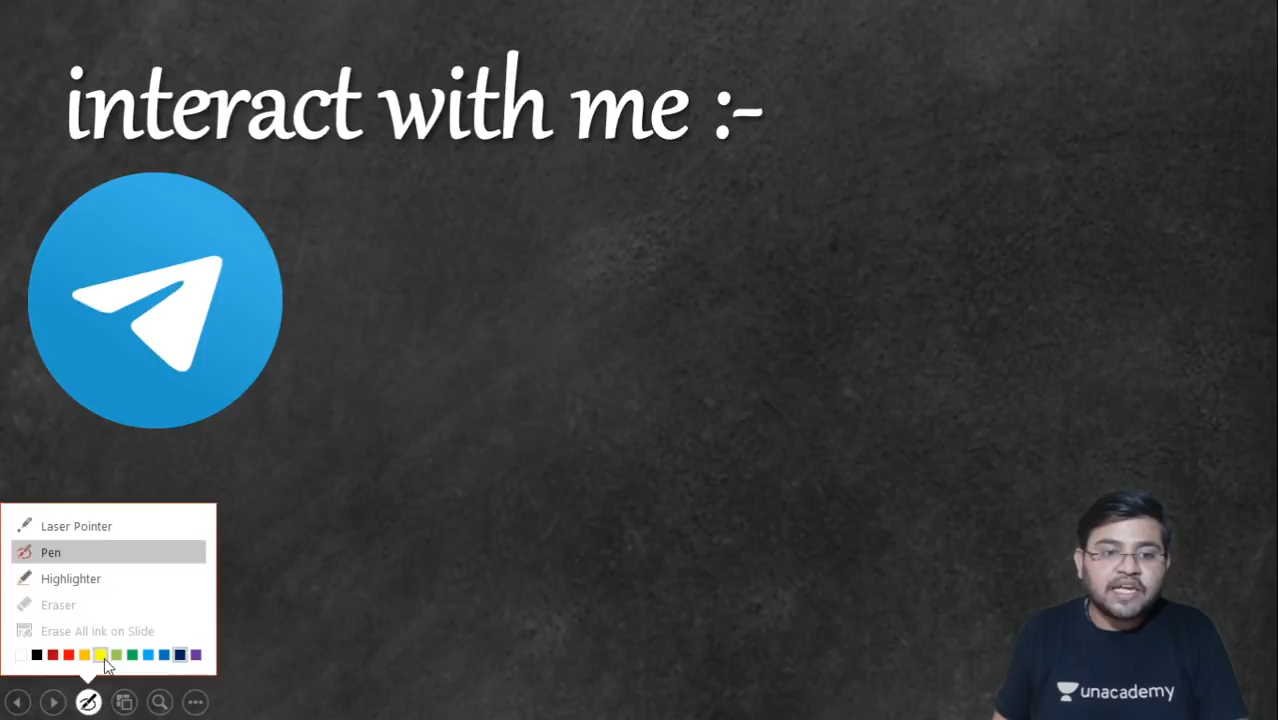 interact with me :-
Laser Pointer
Pen
Highlighter
Eraser
Erase All Ink on Slide
unacademy